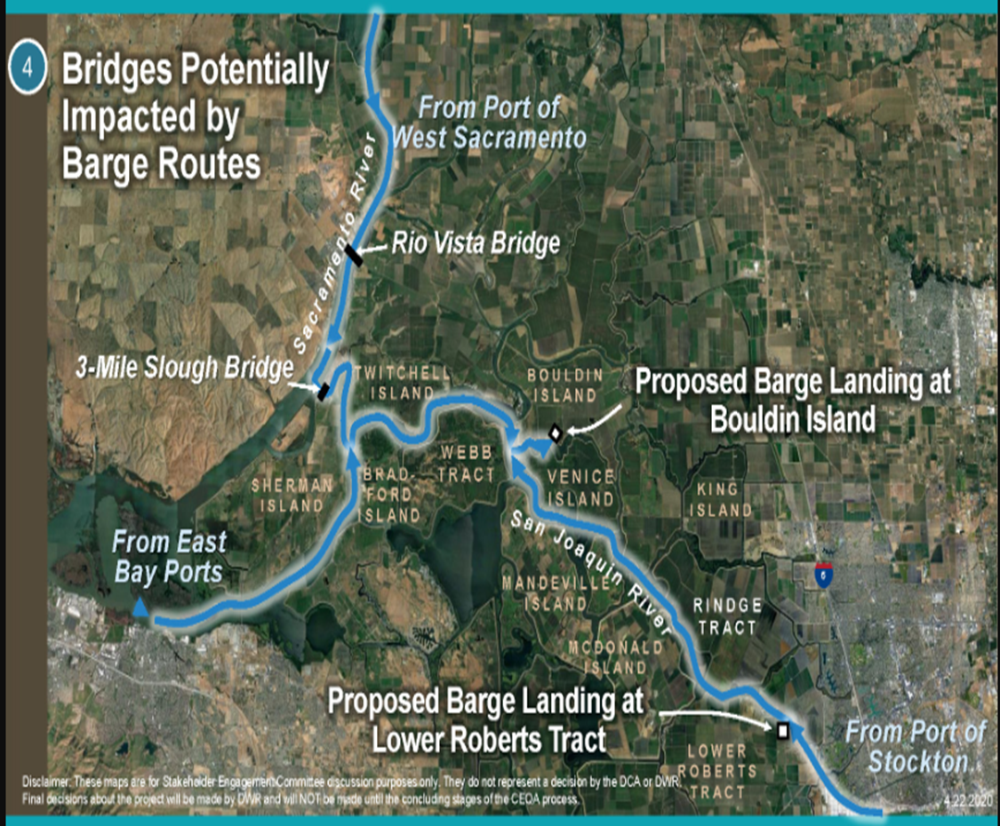 4
Bridges Potentially
Impacted by
Barge Routes
From Port of
West Sacramento
Sacramento River
Rio Vista Bridge
3-Mile Slough Bridge
TWITCHELL
ISLAND
BOULDIN
ISLAND
Proposed Barge Landing at
Bouldin Island
WEBB
TRACT
VENICE
ISLAND
KING
ISLAND
SHERMAN
ISLAND
BRAD-
FORD
ISLAND
From East
Bay Ports
San Joaquin River
MANDEVILLE
ISLAND
RINDGE
TRACT
MCDONALD
ISLAND
Proposed Barge Landing at
Lower Roberts Tract
From Port of
Stockton
LOWER
ROBERTS
TRACT
Disclaimer: These maps are for Stakeholder Engagement Committee discussion purposes only. They do not represent a decision by the DCA or DWR.
Final decisions about the project will be made by DWR and will NOT be made until the concluding stages of the CEQA process.
4.22.2020